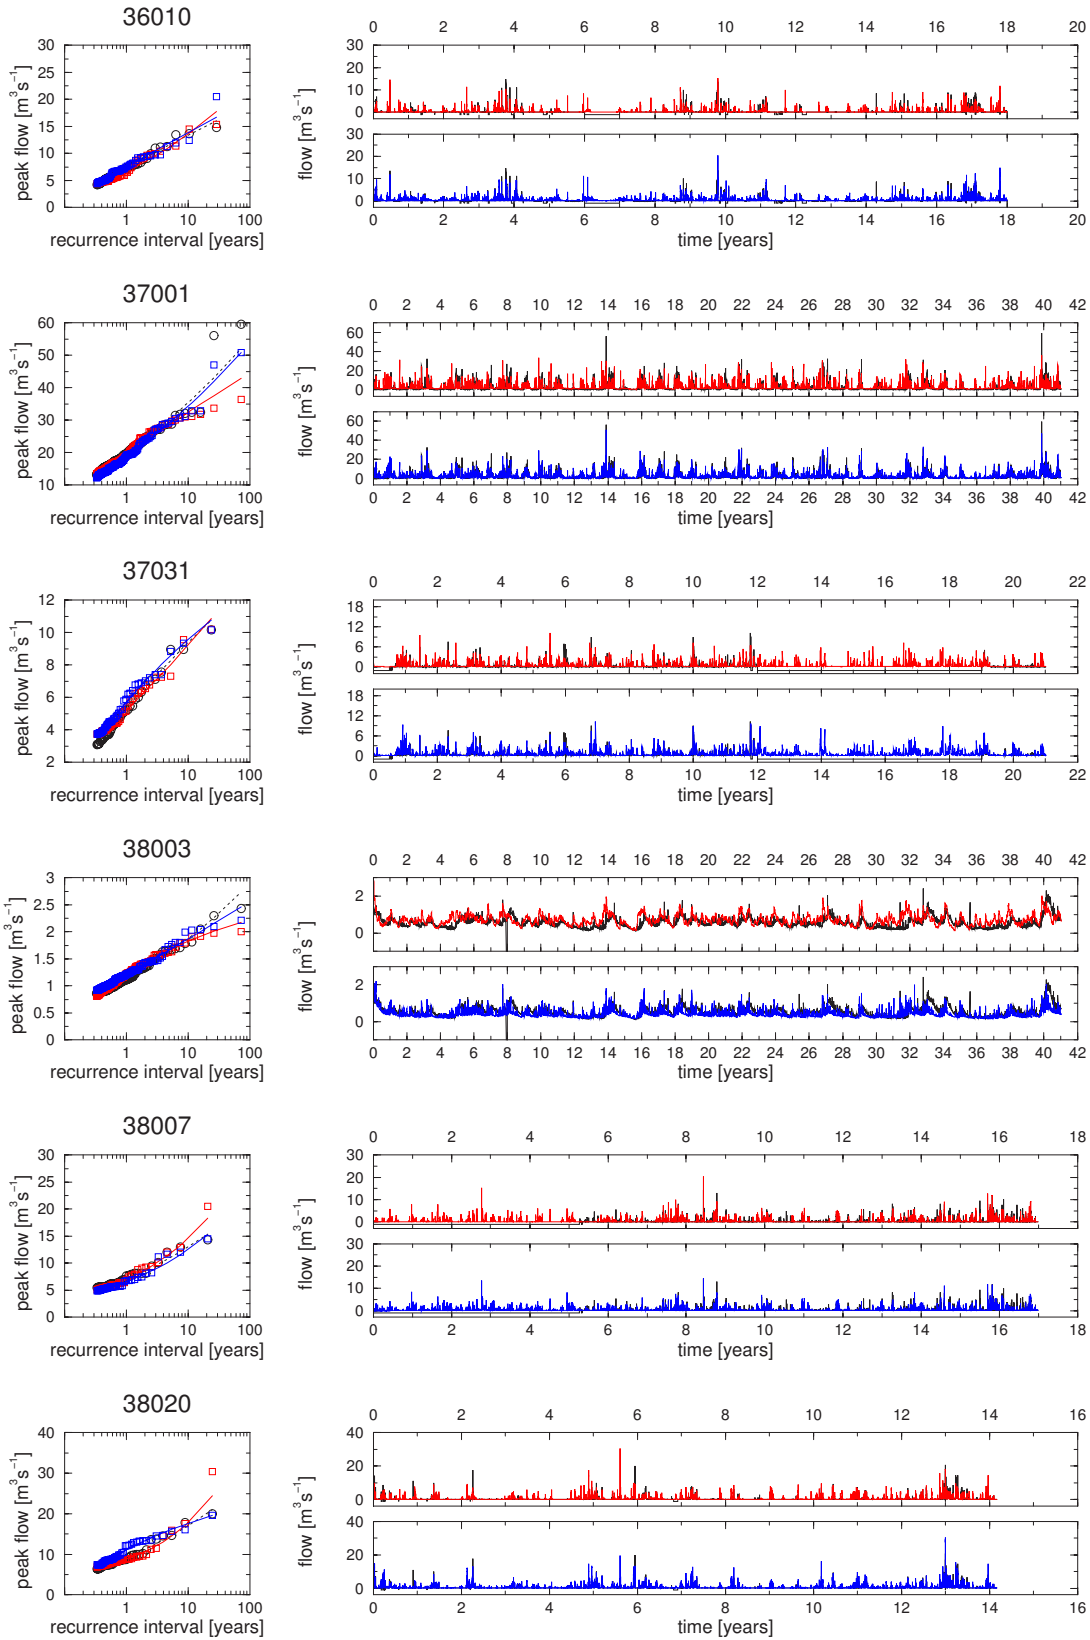 36010
30
25
20
15
10
5
0
peak flow [m³s⁻¹]
1 10 100
recurrence interval [years]
0 2 4 6 8 10 12 14 16 18 20
30
20
10
0
30
20
10
0
flow [m³s⁻¹]
0 2 4 6 8 10 12 14 16 18 20
time [years]
37001
60
50
40
30
20
10
peak flow [m³s⁻¹]
1 10 100
recurrence interval [years]
0 2 4 6 8 10 12 14 16 18 20 22 24 26 28 30 32 34 36 38 40 42
60
40
20
0
60
40
20
0
flow [m³s⁻¹]
0 2 4 6 8 10 12 14 16 18 20 22 24 26 28 30 32 34 36 38 40 42
time [years]
37031
12
10
8
6
4
2
peak flow [m³s⁻¹]
1 10 100
recurrence interval [years]
0 2 4 6 8 10 12 14 16 18 20 22
18
12
6
0
18
12
6
0
flow [m³s⁻¹]
0 2 4 6 8 10 12 14 16 18 20 22
time [years]
38003
3
2.5
2
1.5
1
0.5
0
peak flow [m³s⁻¹]
1 10 100
recurrence interval [years]
0 2 4 6 8 10 12 14 16 18 20 22 24 26 28 30 32 34 36 38 40 42
2
0
2
0
flow [m³s⁻¹]
0 2 4 6 8 10 12 14 16 18 20 22 24 26 28 30 32 34 36 38 40 42
time [years]
38007
30
25
20
15
10
5
0
peak flow [m³s⁻¹]
1 10 100
recurrence interval [years]
0 2 4 6 8 10 12 14 16 18
30
20
10
0
30
20
10
0
flow [m³s⁻¹]
0 2 4 6 8 10 12 14 16 18
time [years]
38020
40
30
20
10
0
peak flow [m³s⁻¹]
1 10 100
recurrence interval [years]
0 2 4 6 8 10 12 14 16
40
20
0
40
20
0
flow [m³s⁻¹]
0 2 4 6 8 10 12 14 16
time [years]